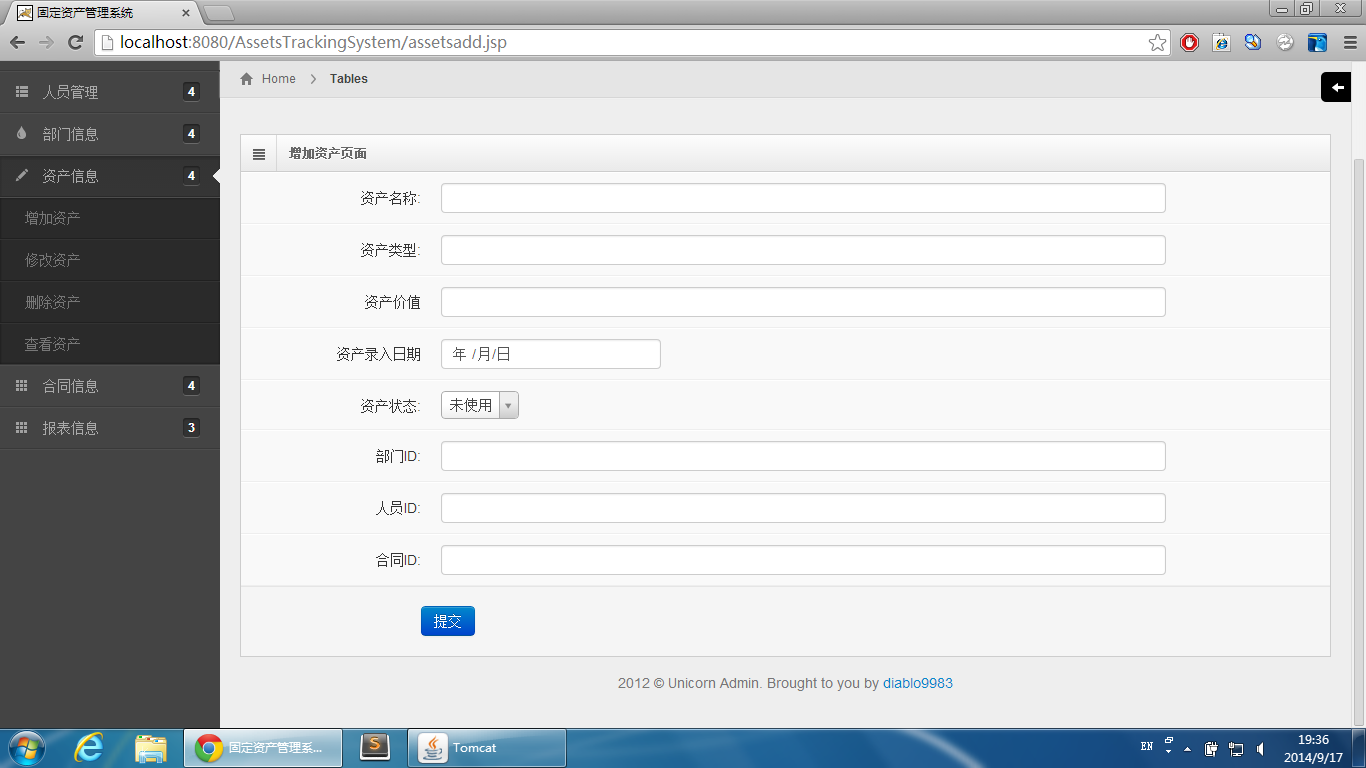 固定资产管理系统
localhost:8080/AssetsTrackingSystem/assetsadd.jsp
Home Tables
人员管理 4
部门信息 4
资产信息 4
增加资产
修改资产
删除资产
查看资产
合同信息 4
报表信息 3
增加资产页面
资产名称:
资产类型:
资产价值
资产录入日期 年 /月/日
资产状态: 未使用
部门ID:
人员ID:
合同ID:
提交
2012 © Unicorn Admin. Brought to you by diablo9983
固定资产管理系...
Tomcat
EN
19:36
2014/9/17